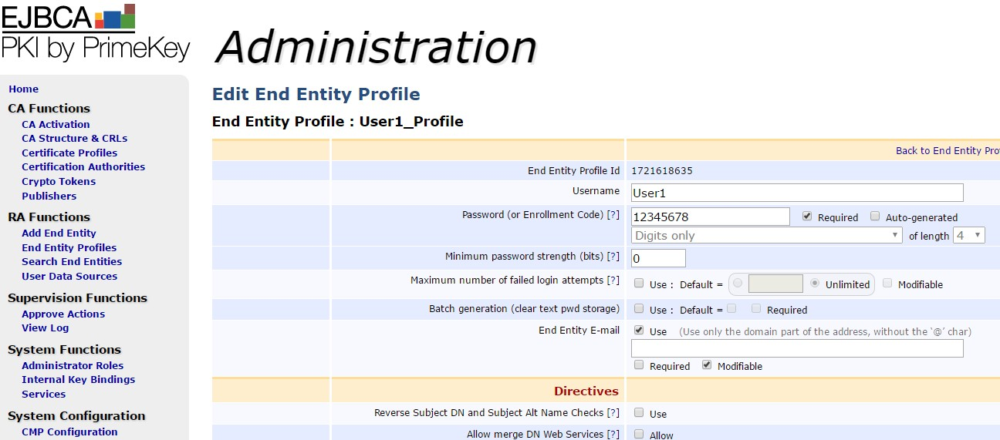 EJBCA
PKI by PrimeKey
Administration
Home
CA Functions
CA Activation
CA Structure & CRLs
Certificate Profiles
Certification Authorities
Crypto Tokens
Publishers
RA Functions
Add End Entity
End Entity Profiles
Search End Entities
User Data Sources
Supervision Functions
Approve Actions
View Log
System Functions
Administrator Roles
Internal Key Bindings
Services
System Configuration
CMP Configuration
Edit End Entity Profile
End Entity Profile : User1_Profile
Back to End Entity Pro
End Entity Profile Id 1721618635
Username User1
Password (or Enrollment Code) [?] 12345678 Required Auto-generated
Digits only of length 4
Minimum password strength (bits) [?] 0
Maximum number of failed login attempts [?] Use : Default = Unlimited Modifiable
Batch generation (clear text pwd storage) Use : Default = Required
End Entity E-mail Use (Use only the domain part of the address, without the '@' char)
Required Modifiable
Directives
Reverse Subject DN and Subject Alt Name Checks [?] Use
Allow merge DN Web Services [?] Allow